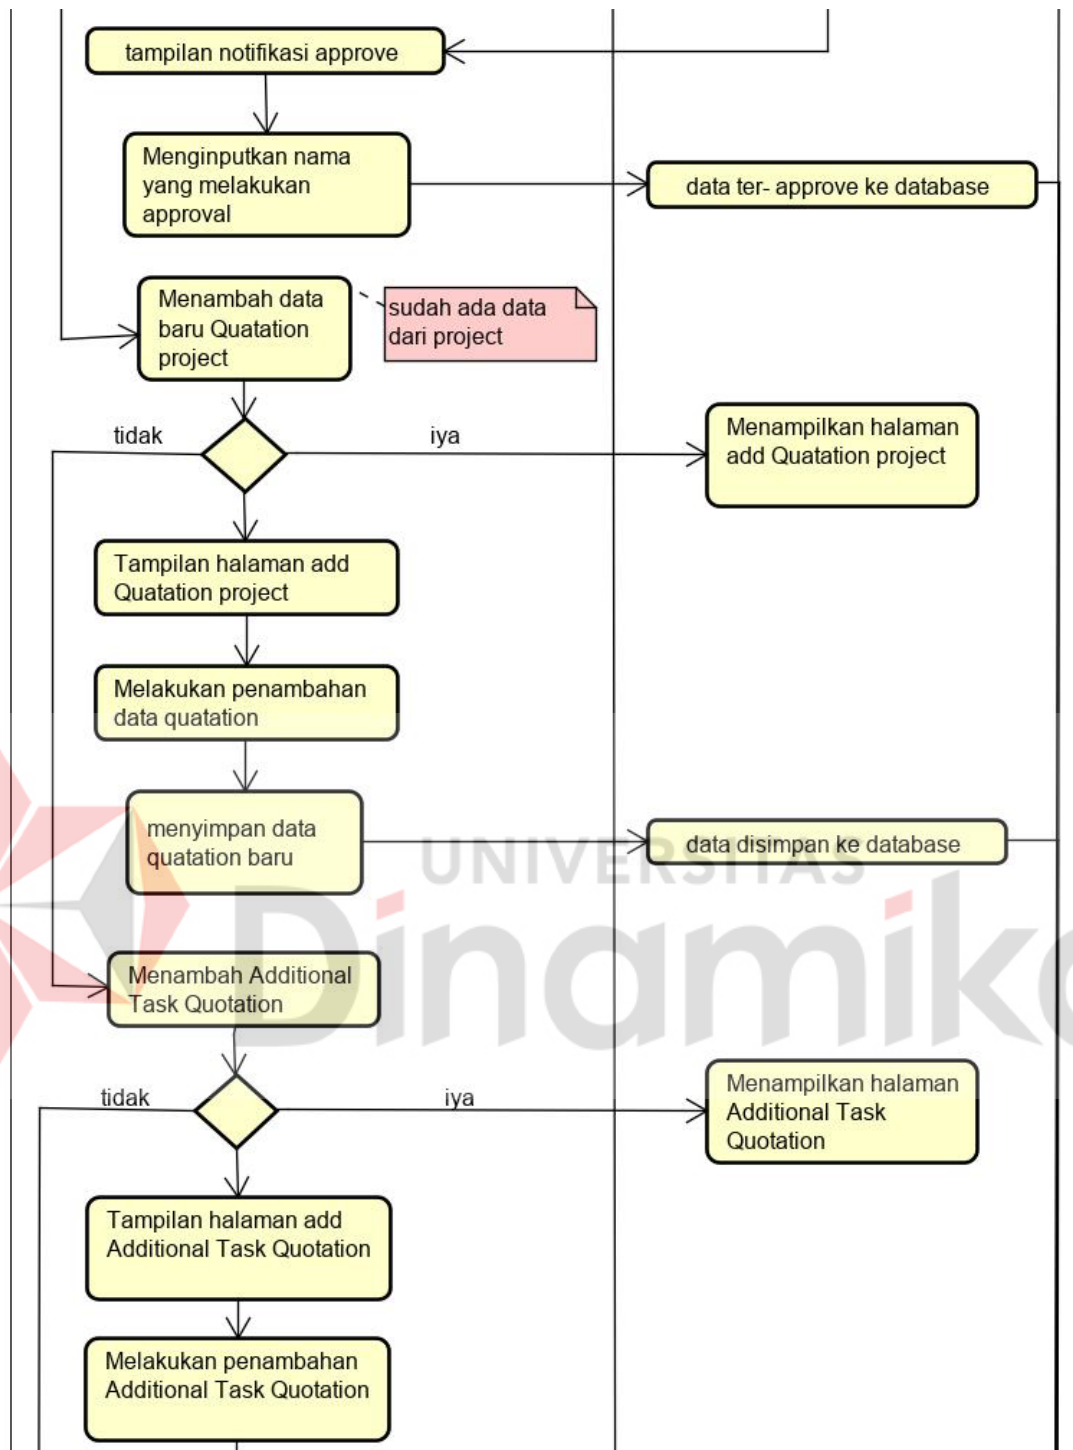 tampilan notifikasi approve
Menginputkan nama
yang melakukan
approval
data ter- approve ke database
Menambah data
baru Quatation
project
sudah ada data
dari project
tidak
iya
Menampilkan halaman
add Quatation project
Tampilan halaman add
Quatation project
Melakukan penambahan
data quatation
menyimpan data
quatation baru
data disimpan ke database
UNIVERSITAS
Dinamika
Menambah Additional
Task Quotation
tidak
iya
Menampilkan halaman
Additional Task
Quotation
Tampilan halaman add
Additional Task Quotation
Melakukan penambahan
Additional Task Quotation